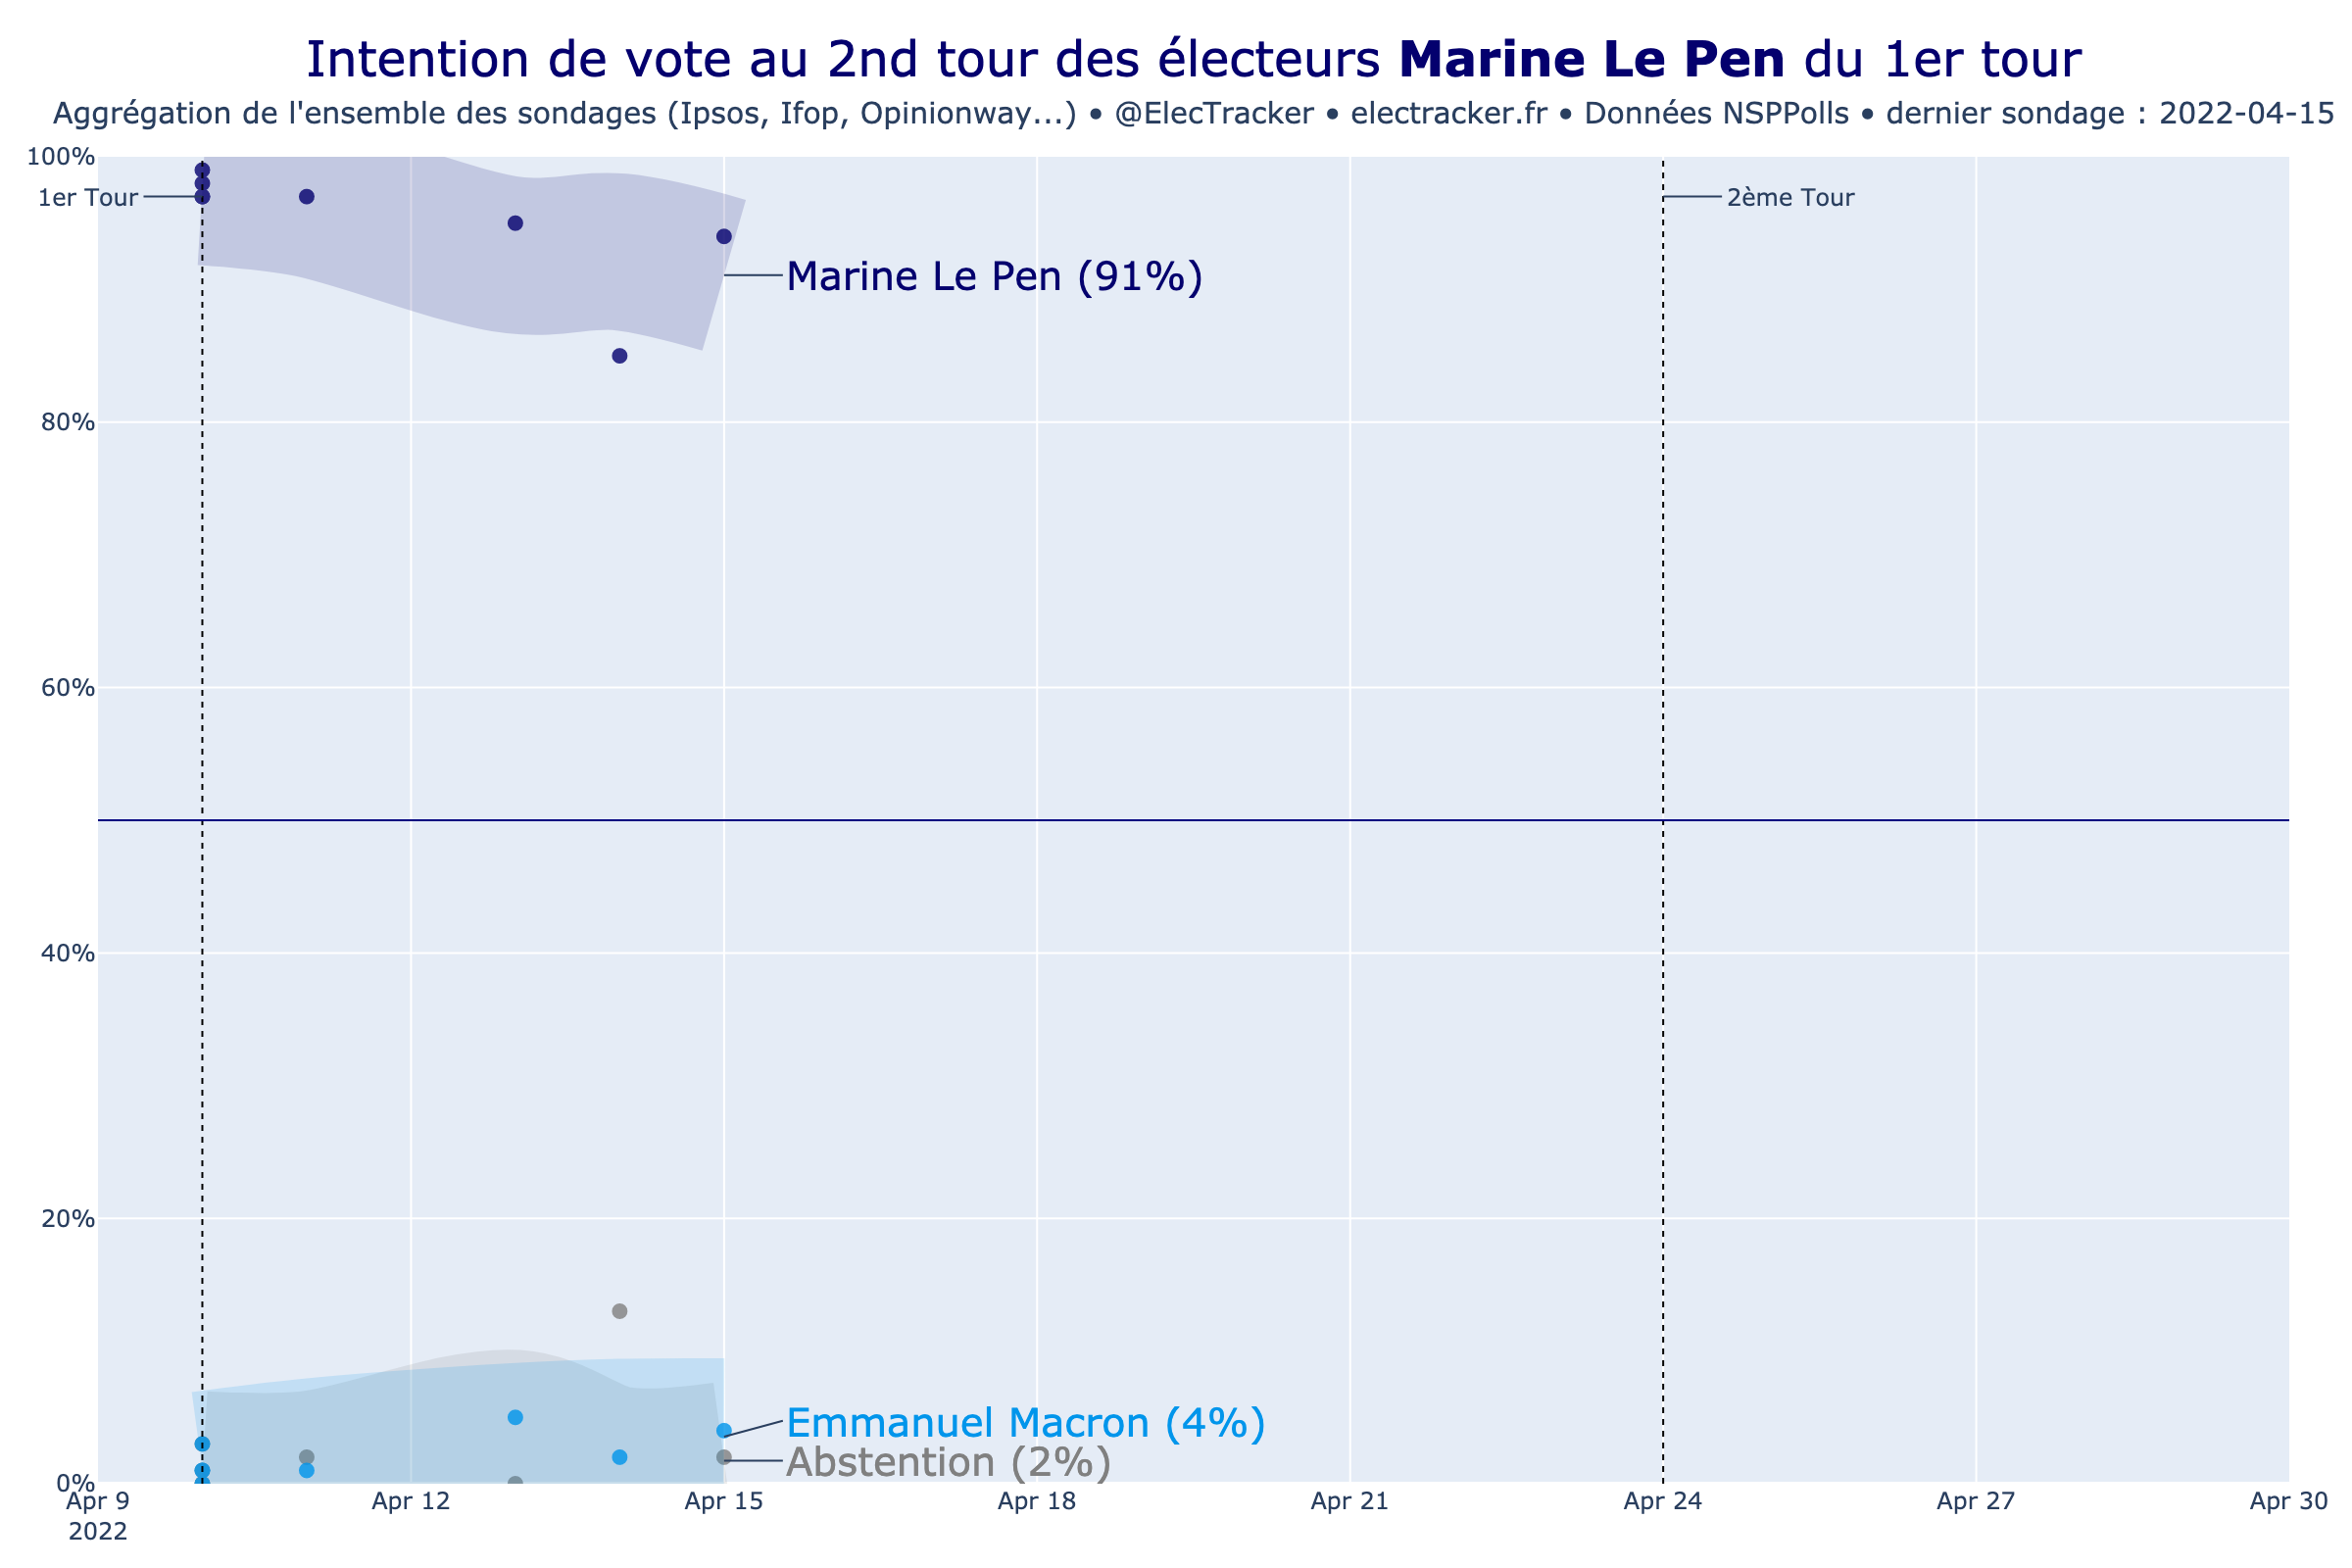 Intention de vote au 2nd tour des électeurs Marine Le Pen du 1er tour
Aggrégation de l'ensemble des sondages (Ipsos, Ifop, Opinionway...) • @ElecTracker • electracker.fr • Données NSPPolls • dernier sondage : 2022-04-15
100%
1er Tour
2ème Tour
Marine Le Pen (91%)
80%
60%
40%
20%
Emmanuel Macron (4%)
Abstention (2%)
0%
Apr 9 Apr 12 Apr 15 Apr 18 Apr 21 Apr 24 Apr 27 Apr 30
2022